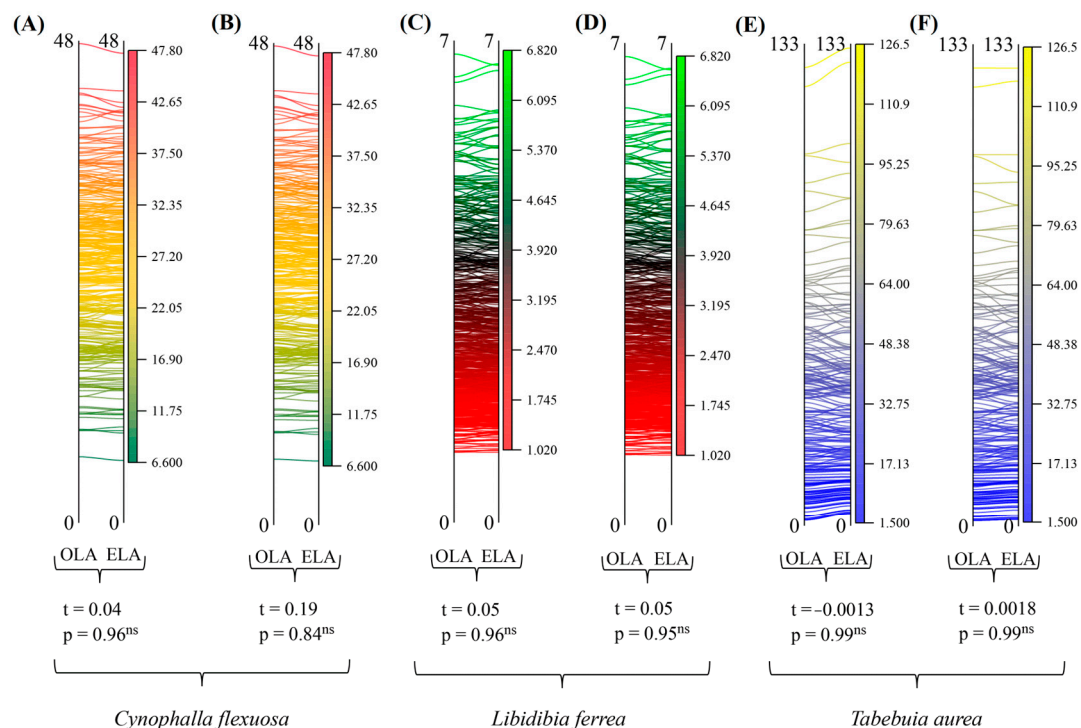 (A) (B) (C) (D) (E) (F)
48 48 48 48 7 7 7 7 133 133 133 133
47.80 47.80 6.820 6.820 126.5 126.5
42.65 42.65 6.095 6.095 110.9 110.9
37.50 37.50 5.370 5.370 95.25 95.25
32.35 32.35 4.645 4.645 79.63 79.63
27.20 27.20 3.920 3.920 64.00 64.00
22.05 22.05 3.195 3.195 48.38 48.38
16.90 16.90 2.470 2.470 32.75 32.75
11.75 11.75 1.745 1.745 17.13 17.13
6.600 6.600 1.020 1.020 1.500 1.500
0 0 0 0 0 0 0 0 0 0 0 0
OLA ELA OLA ELA OLA ELA OLA ELA OLA ELA OLA ELA
t = 0.04 t = 0.19 t = 0.05 t = 0.05 t = -0.0013 t = 0.0018
p = 0.96ns p = 0.84ns p = 0.96ns p = 0.95ns p = 0.99ns p = 0.99ns
Cynophalla flexuosa Libidibia ferrea Tabebuia aurea